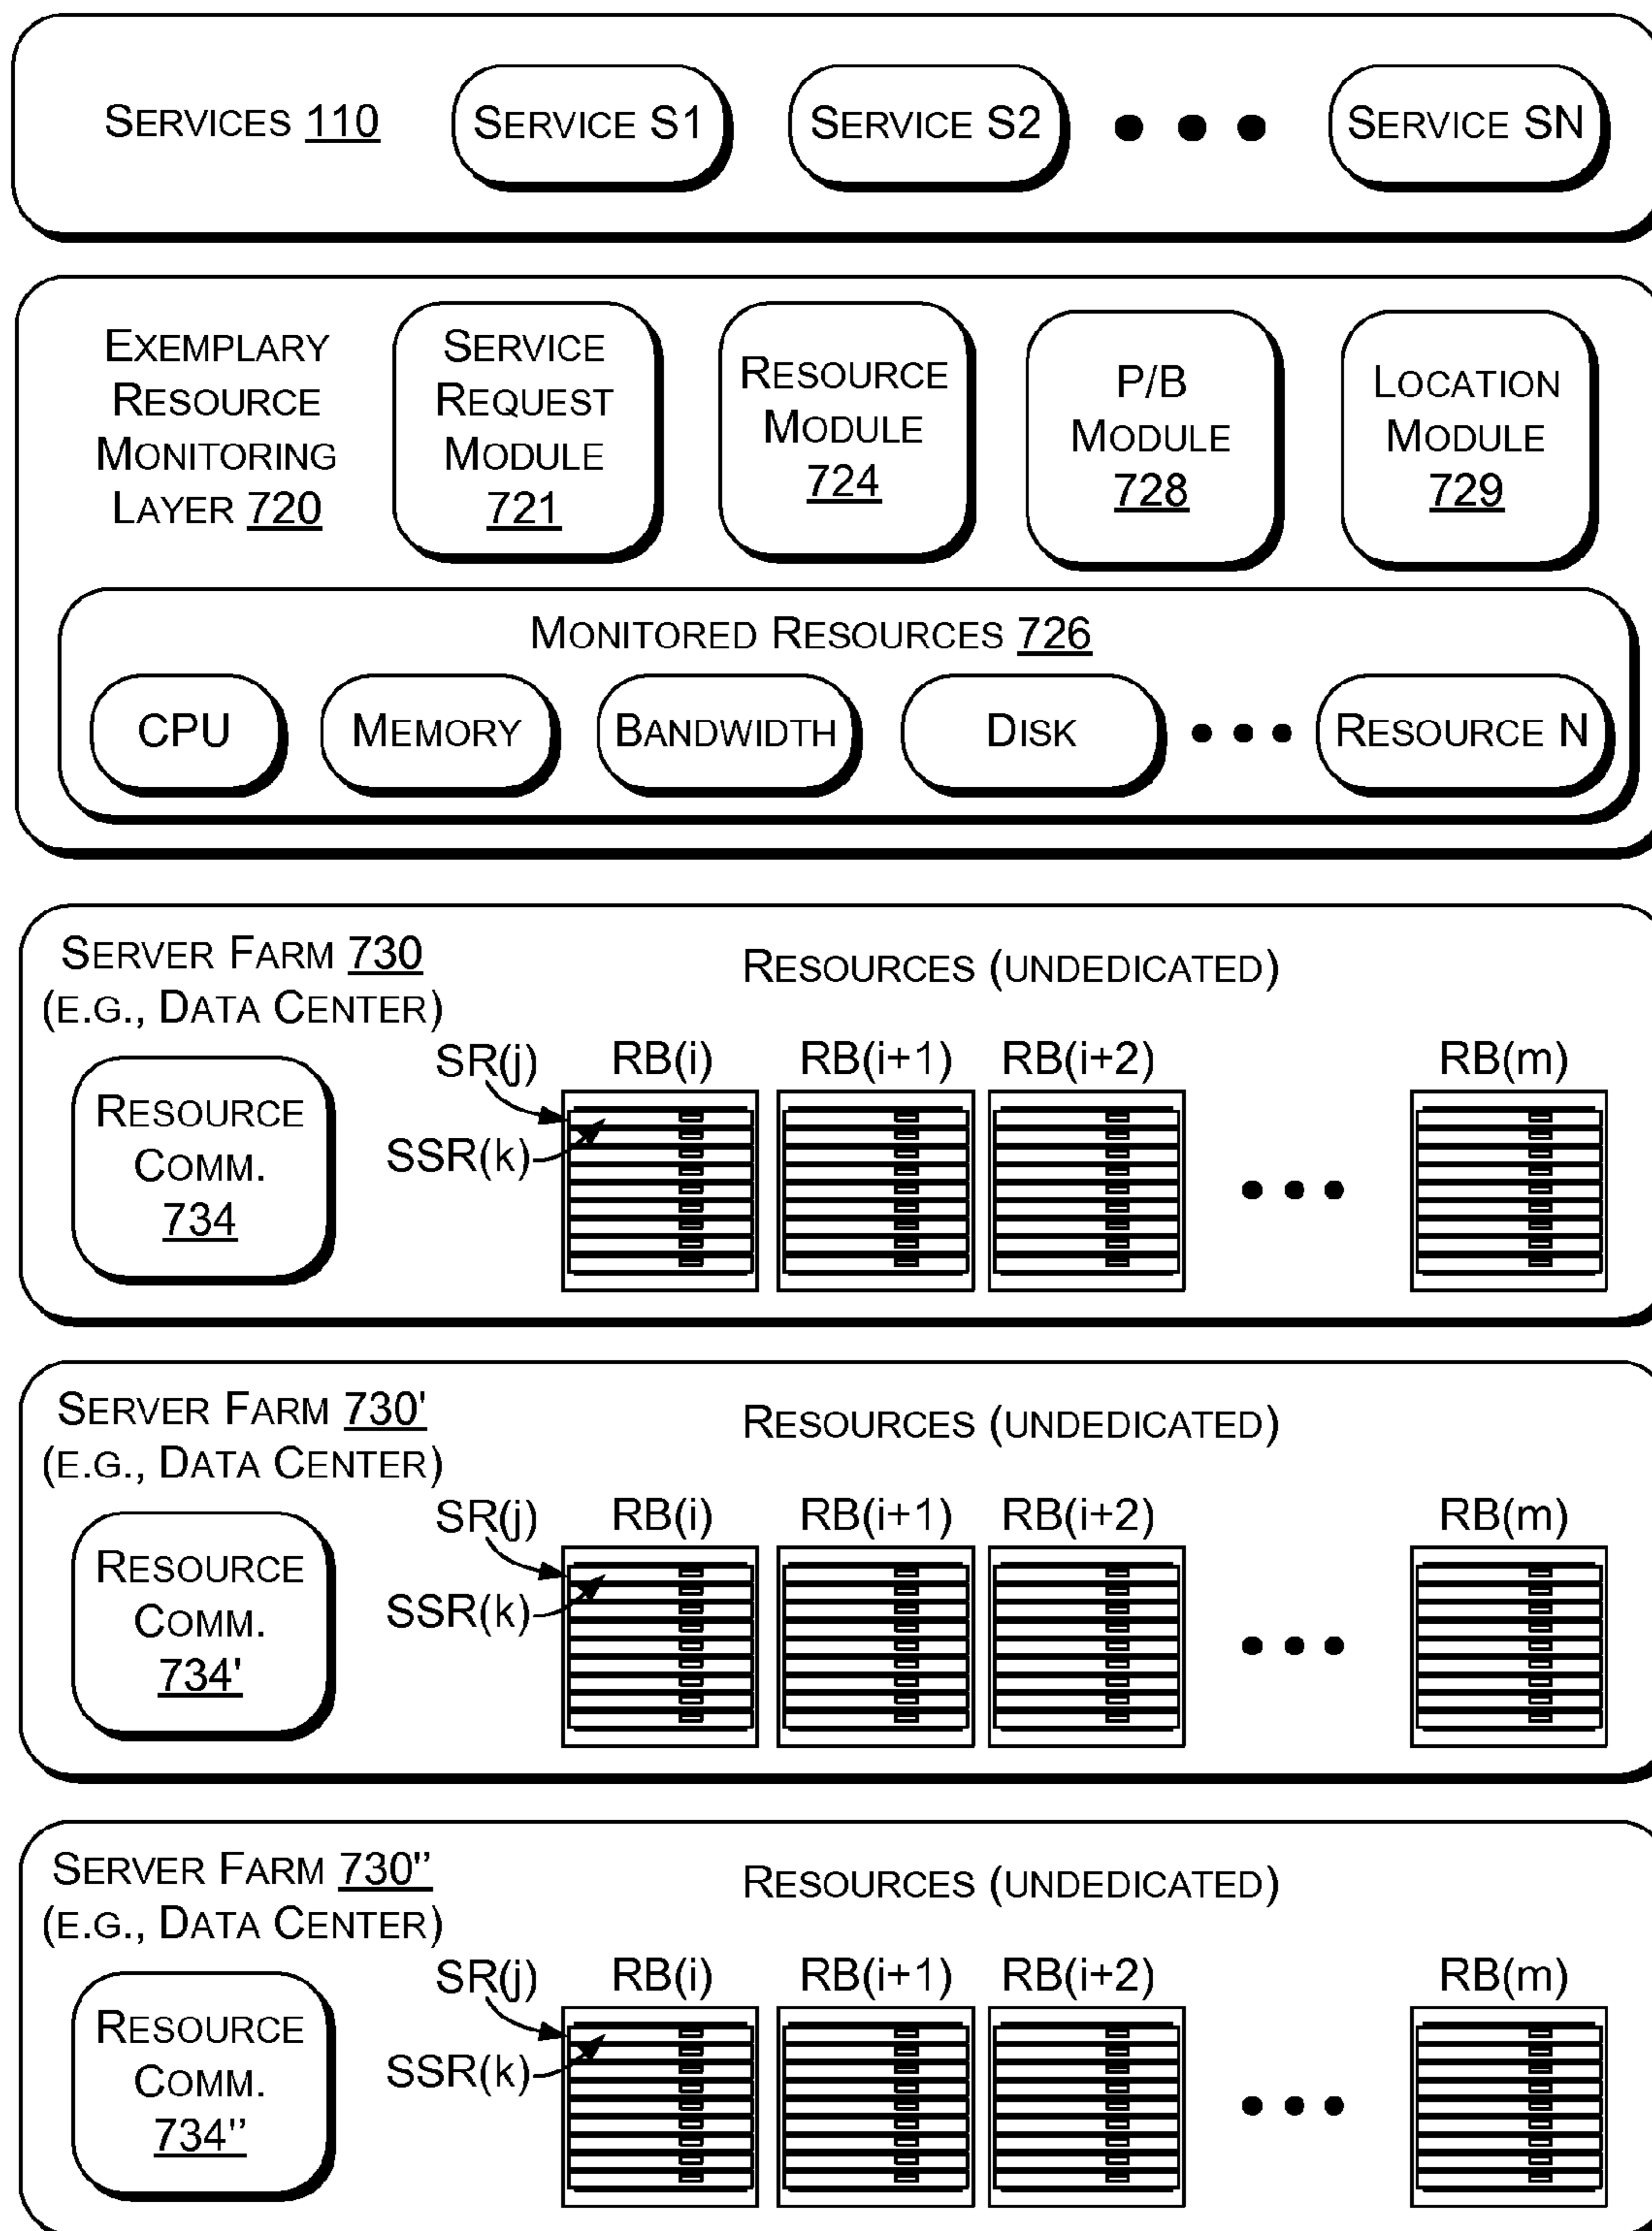 SERVICES 110
SERVICE S1
SERVICE S2
SERVICE SN
EXEMPLARY
RESOURCE
MONITORING
LAYER 720
SERVICE
REQUEST
MODULE
721
RESOURCE
MODULE
724
P/B
MODULE
728
LOCATION
MODULE
729
MONITORED RESOURCES 726
CPU
MEMORY
BANDWIDTH
DISK
RESOURCE N
SERVER FARM 730
(E.G., DATA CENTER)
RESOURCES (UNDEDICATED)
RESOURCE
COMM.
734
SR(j)
SSR(k)
RB(i)
RB(i+1)
RB(i+2)
RB(m)
SERVER FARM 730'
(E.G., DATA CENTER)
RESOURCES (UNDEDICATED)
RESOURCE
COMM.
734'
SR(j)
SSR(k)
RB(i)
RB(i+1)
RB(i+2)
RB(m)
SERVER FARM 730''
(E.G., DATA CENTER)
RESOURCES (UNDEDICATED)
RESOURCE
COMM.
734''
SR(j)
SSR(k)
RB(i)
RB(i+1)
RB(i+2)
RB(m)